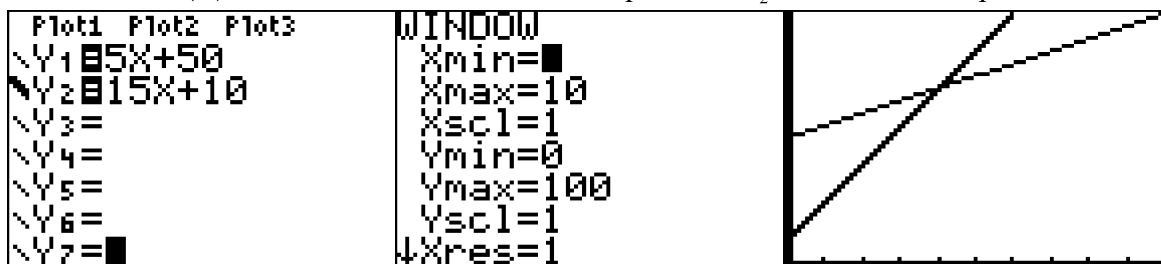 Plot1 Plot2 Plot3
\Y1=5X+50
\Y2=15X+10
\Y3=
\Y4=
\Y5=
\Y6=
\Y7=
WINDOW
Xmin=
Xmax=10
Xscl=1
Ymin=0
Ymax=100
Yscl=1
↓Xres=1